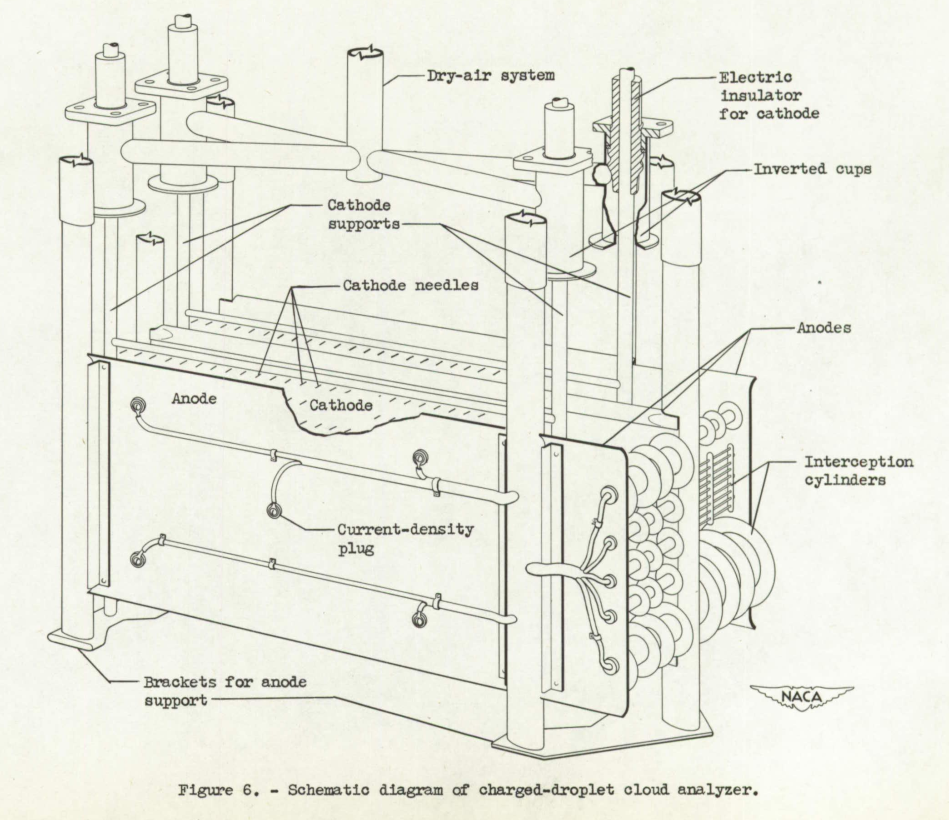 Dry-air system
Electric
insulator
for cathode
Inverted cups
Cathode
supports
Cathode needles
Anodes
Anode
Cathode
Interception
cylinders
Current-density
plug
Brackets for anode
support
NACA
Figure 6. - Schematic diagram of charged-droplet cloud analyzer.